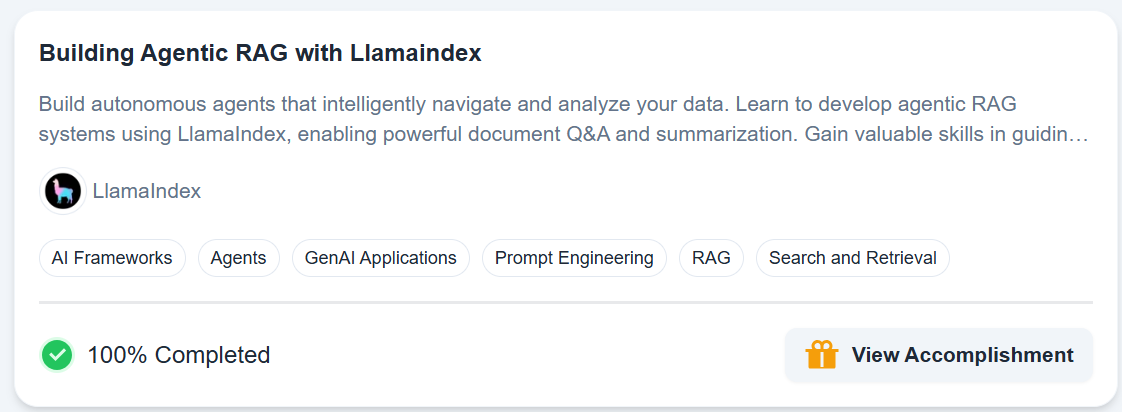 Building Agentic RAG with Llamaindex
Build autonomous agents that intelligently navigate and analyze your data. Learn to develop agentic RAG
systems using LlamaIndex, enabling powerful document Q&A and summarization. Gain valuable skills in guidin…
LlamaIndex
AI Frameworks Agents GenAI Applications Prompt Engineering RAG Search and Retrieval
100% Completed View Accomplishment